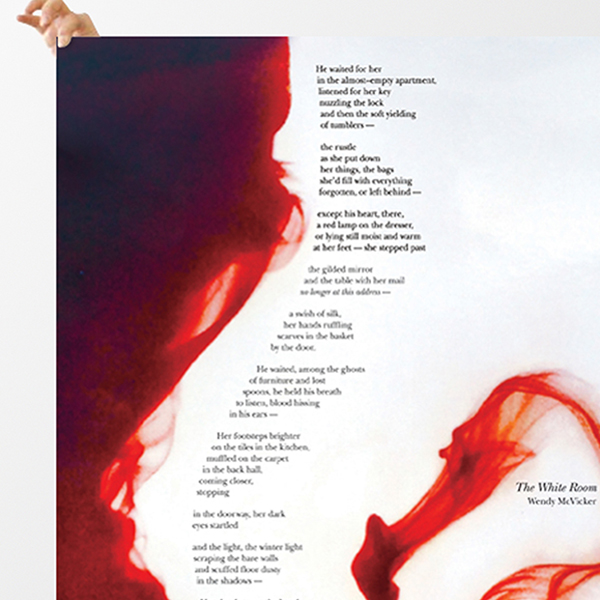 He waited for her
in the almost-empty apartment,
listened for her key
nuzzling the lock
and then the soft yielding
of tumblers —
the rustle
as she put down
her things, the bags
she'd fill with everything
forgotten, or left behind —
except his heart, there,
a red lamp on the dresser,
or lying still moist and warm
at her feet — she stepped past
the gilded mirror
and the table with her mail
no longer at this address —
a swish of silk,
her hands ruffling
scarves in the basket
by the door.
He waited, among the ghosts
of furniture and lost
spoons, he held his breath
to listen, blood hissing
in his ears —
Her footsteps brighter
on the tiles in the kitchen,
muffled on the carpet
in the back hall,
coming closer,
stopping
in the doorway, her dark
eyes startled
and the light, the winter light
scraping the bare walls
and scuffed floor dusty
in the shadows —
The White Room
Wendy McVicker